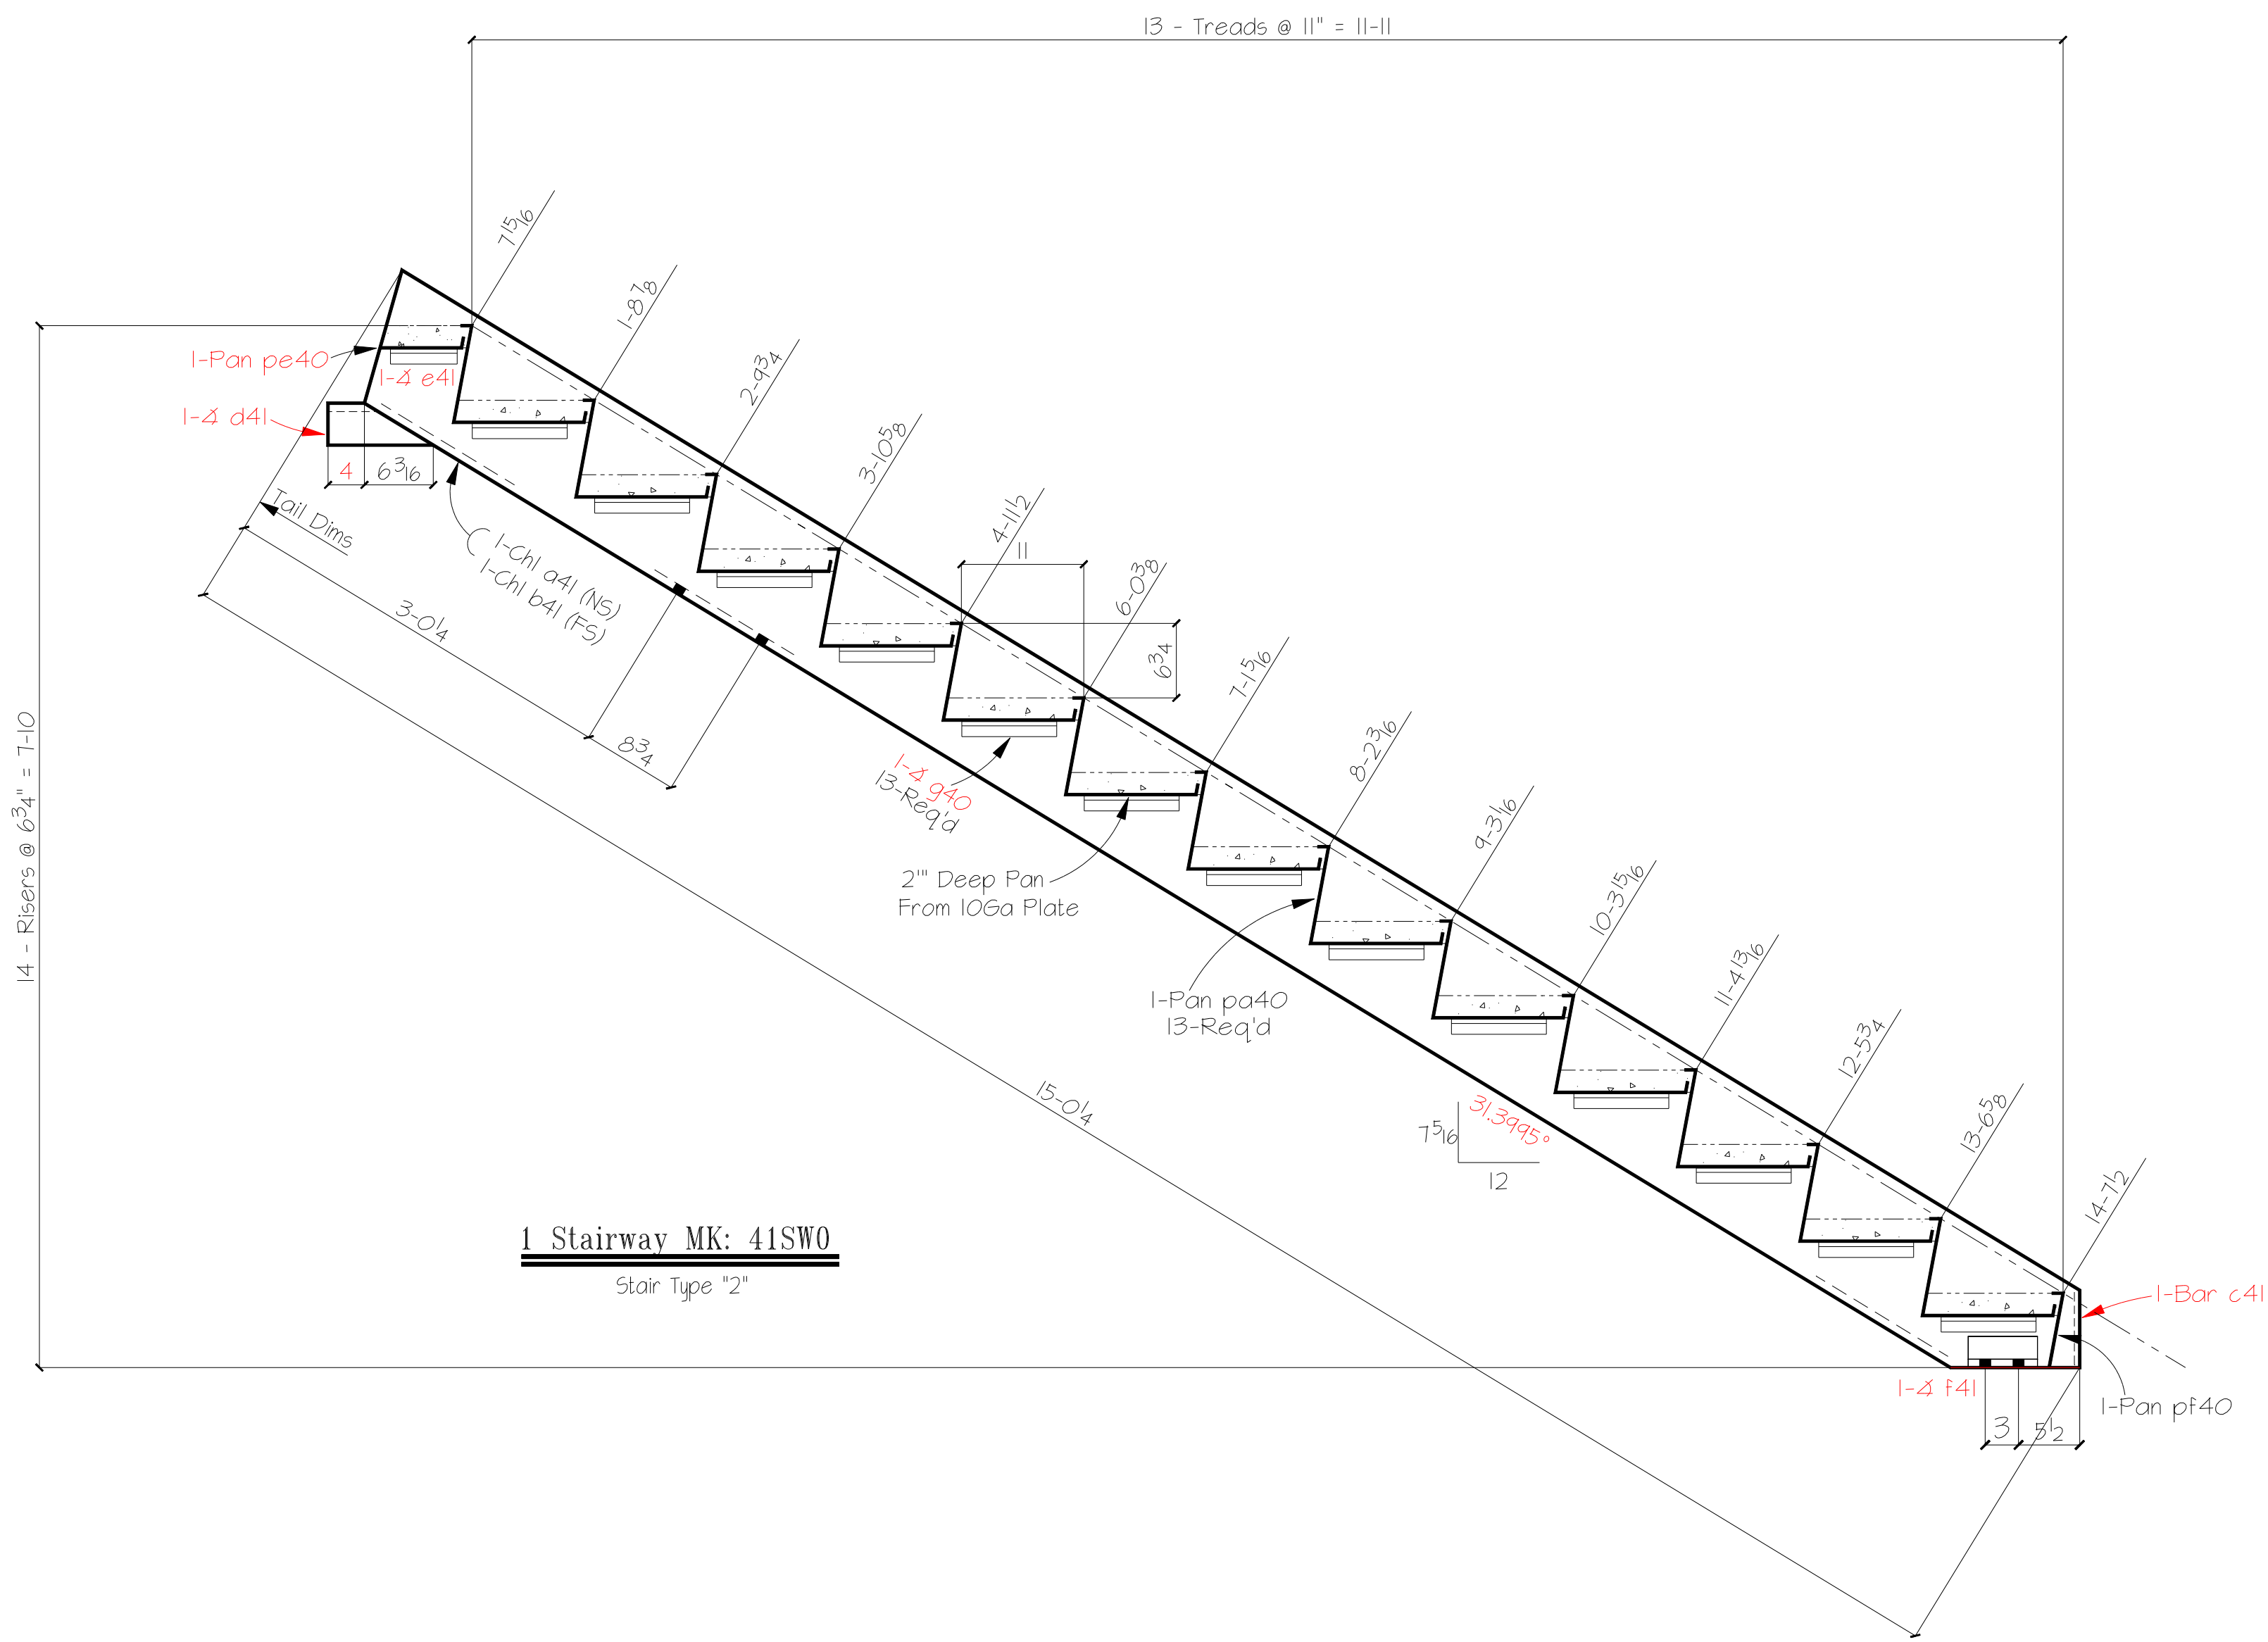 13 - Treads @ 11" = 11-11
7 15/16
1-8 7/8
2-9 3/4
3-10 5/8
4-11 1/2
11
6-0 3/8
6 3/4
7-1 5/16
8-2 3/16
9-3 1/16
10-3 15/16
11-4 13/16
12-5 3/4
13-6 5/8
14-7 1/2
1-Pan pe40
1-∡ e41
1-∡ d41
4
6 3/16
Tail Dims
1-Chl a41 (NS)
1-Chl b41 (FS)
3-0 1/4
8 3/4
14 - Risers @ 6 3/4" = 7-10
1-∡ g40
13-Req'd
2"' Deep Pan
From 10Ga Plate
1-Pan pa40
13-Req'd
15-0 1/4
31.3995°
7 5/16
12
1 Stairway MK: 41SW0
Stair Type "2"
1-Bar c41
1-∡ f41
1-Pan pf40
3
5 1/2